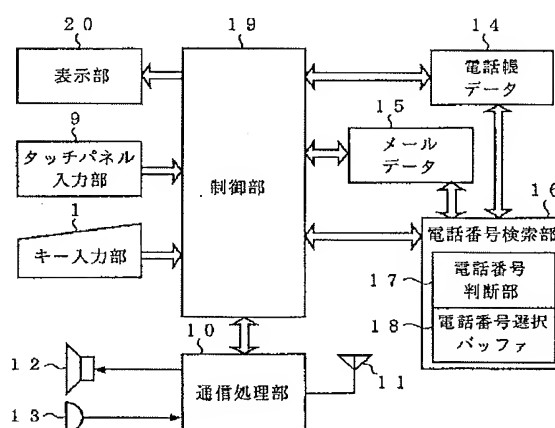 20
表示部
9
タッチパネル
入力部
1
キー入力部
19
制御部
14
電話帳
データ
15
メール
データ
16
電話番号検索部
17
電話番号
判断部
18
電話番号選択
バッファ
10
通信処理部
11
12
13